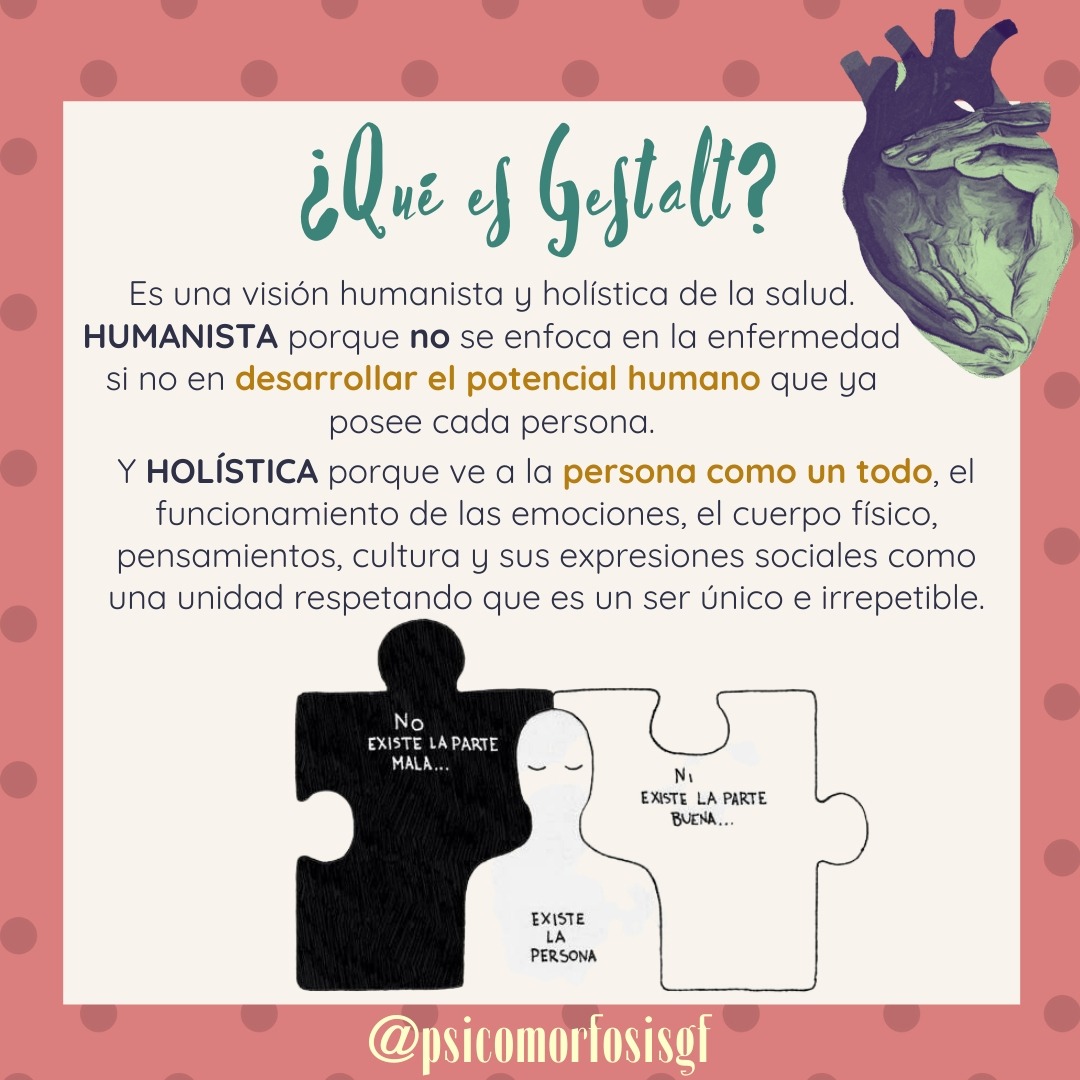 ¿Qué es Gestalt?
Es una visión humanista y holística de la salud.
HUMANISTA porque no se enfoca en la enfermedad
si no en desarrollar el potencial humano que ya
posee cada persona.
Y HOLÍSTICA porque ve a la persona como un todo, el
funcionamiento de las emociones, el cuerpo físico,
pensamientos, cultura y sus expresiones sociales como
una unidad respetando que es un ser único e irrepetible.
No
EXISTE LA PARTE
MALA...
Ni
EXISTE LA PARTE
BUENA...
EXISTE
LA
PERSONA
@psicomorfosisgf